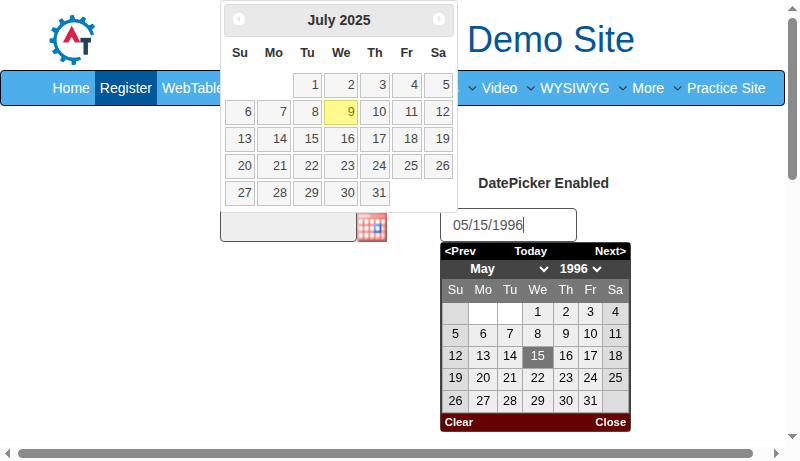 July 2025
Su Mo Tu We Th Fr Sa
1 2 3 4 5
6 7 8 9 10 11 12
13 14 15 16 17 18 19
20 21 22 23 24 25 26
27 28 29 30 31
AT
Demo Site
Home Register WebTable Video WYSIWYG More Practice Site
DatePicker Enabled
05/15/1996
<Prev Today Next>
May 1996
Su Mo Tu We Th Fr Sa
1 2 3 4
5 6 7 8 9 10 11
12 13 14 15 16 17 18
19 20 21 22 23 24 25
26 27 28 29 30 31
Clear Close